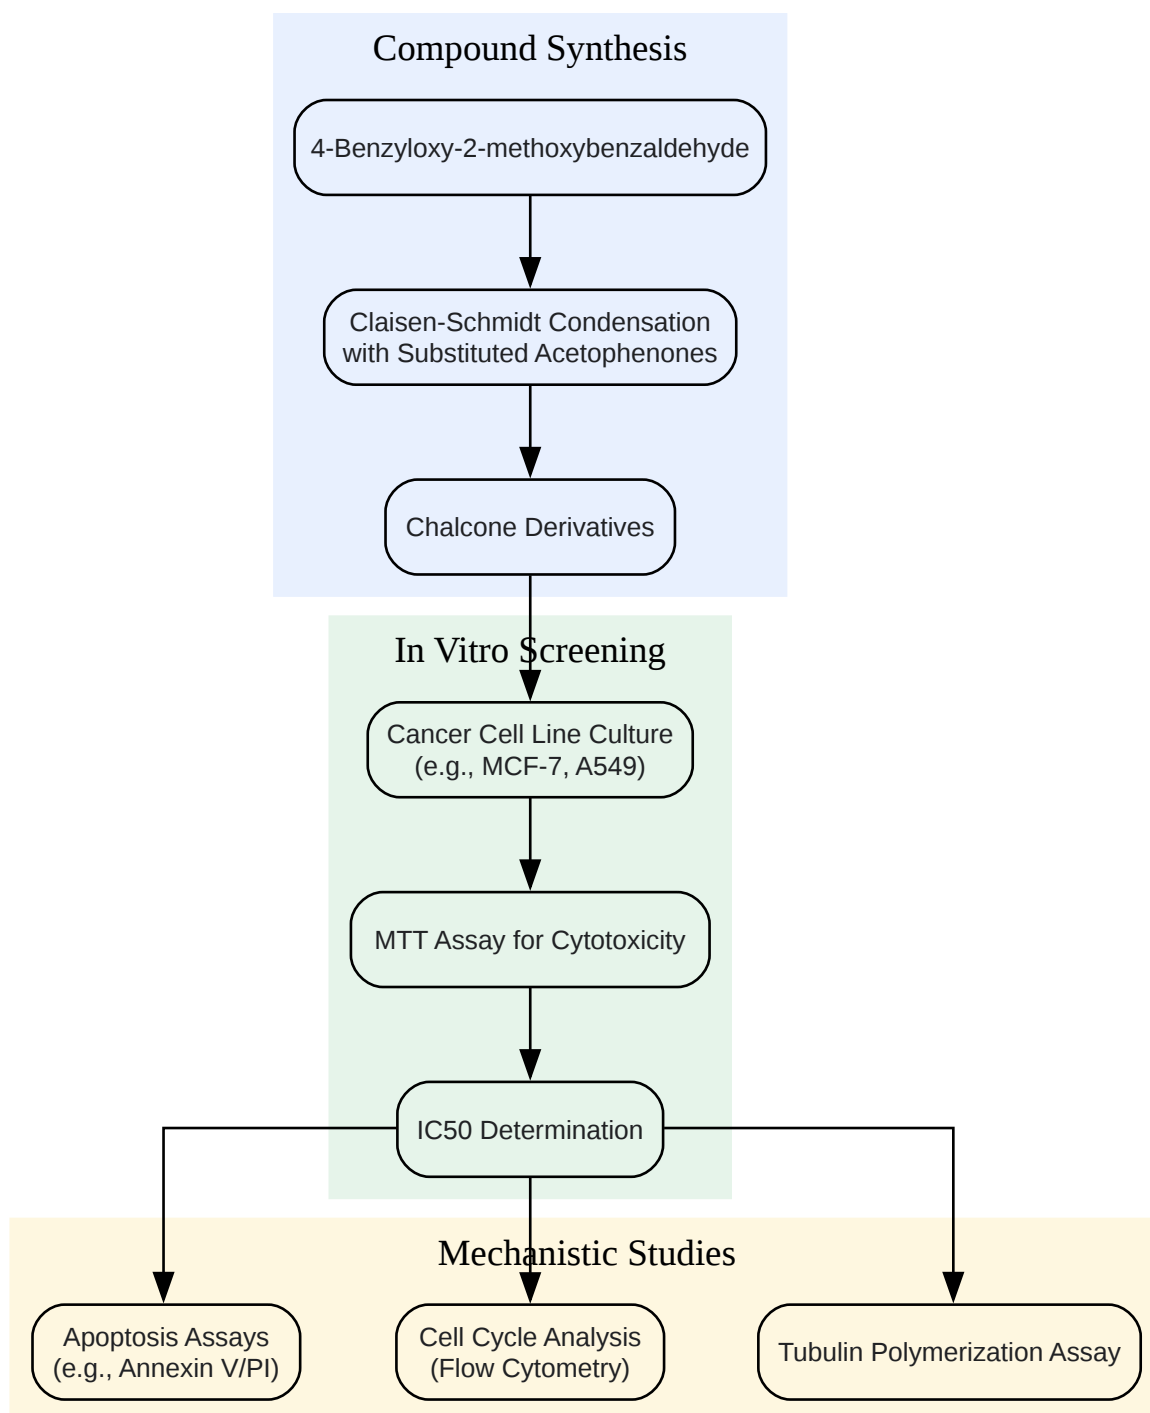 Compound Synthesis
4-Benzyloxy-2-methoxybenzaldehyde
Claisen-Schmidt Condensation
with Substituted Acetophenones
Chalcone Derivatives
In Vitro Screening
Cancer Cell Line Culture
(e.g., MCF-7, A549)
MTT Assay for Cytotoxicity
IC50 Determination
Mechanistic Studies
Apoptosis Assays
(e.g., Annexin V/PI)
Cell Cycle Analysis
(Flow Cytometry)
Tubulin Polymerization Assay